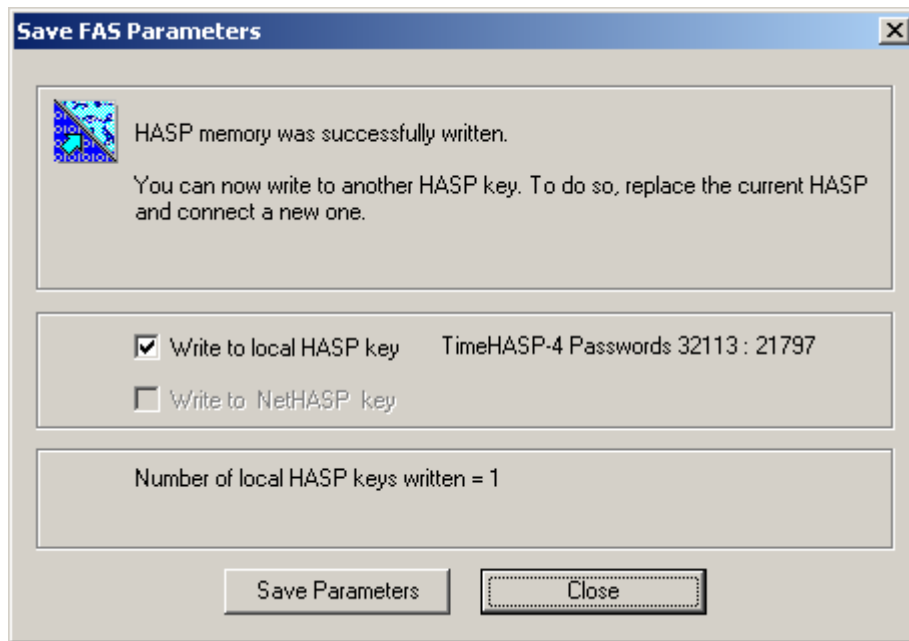 Save FAS Parameters
HASP memory was successfully written.
You can now write to another HASP key. To do so, replace the current HASP
and connect a new one.
Write to local HASP key TimeHASP-4 Passwords 32113 : 21797
Write to NetHASP key
Number of local HASP keys written = 1
Save Parameters Close